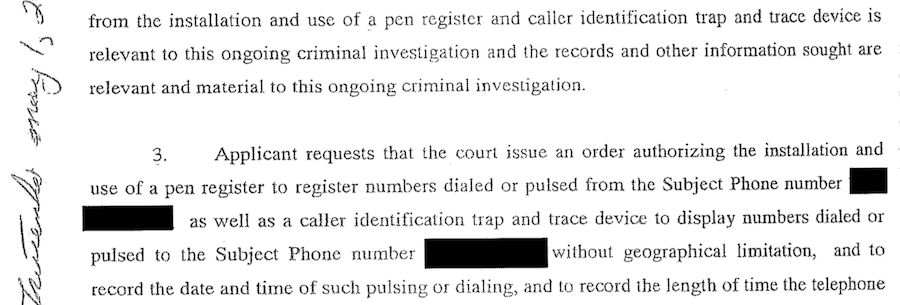 from the installation and use of a pen register and caller identification trap and trace device is
relevant to this ongoing criminal investigation and the records and other information sought are
relevant and material to this ongoing criminal investigation.
3. Applicant requests that the court issue an order authorizing the installation and
use of a pen register to register numbers dialed or pulsed from the Subject Phone number
as well as a caller identification trap and trace device to display numbers dialed or
pulsed to the Subject Phone number without geographical limitation, and to
record the date and time of such pulsing or dialing, and to record the length of time the telephone